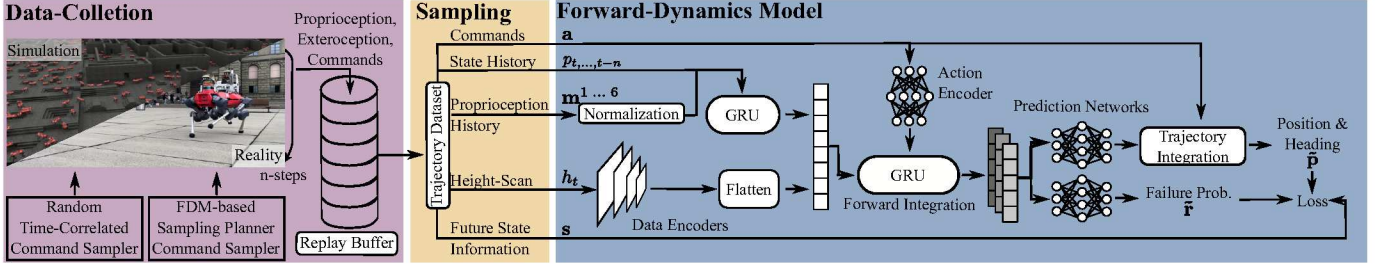 Data-Colletion
Simulation
Reality
n-steps
Proprioception,
Exteroception,
Commands
Random
Time-Correlated
Command Sampler
FDM-based
Sampling Planner
Command Sampler
Replay Buffer
Sampling
Trajectory Dataset
Commands
State History
Proprioception
History
Height-Scan
Future State
Information
Forward-Dynamics Model
a
p_{t,...,t−n}
m^{1 ... 6}
Normalization
GRU
h_t
Data Encoders
Flatten
s
Action
Encoder
GRU
Forward Integration
Prediction Networks
Trajectory
Integration
Position &
Heading
p̃
Failure Prob.
r̃
Loss